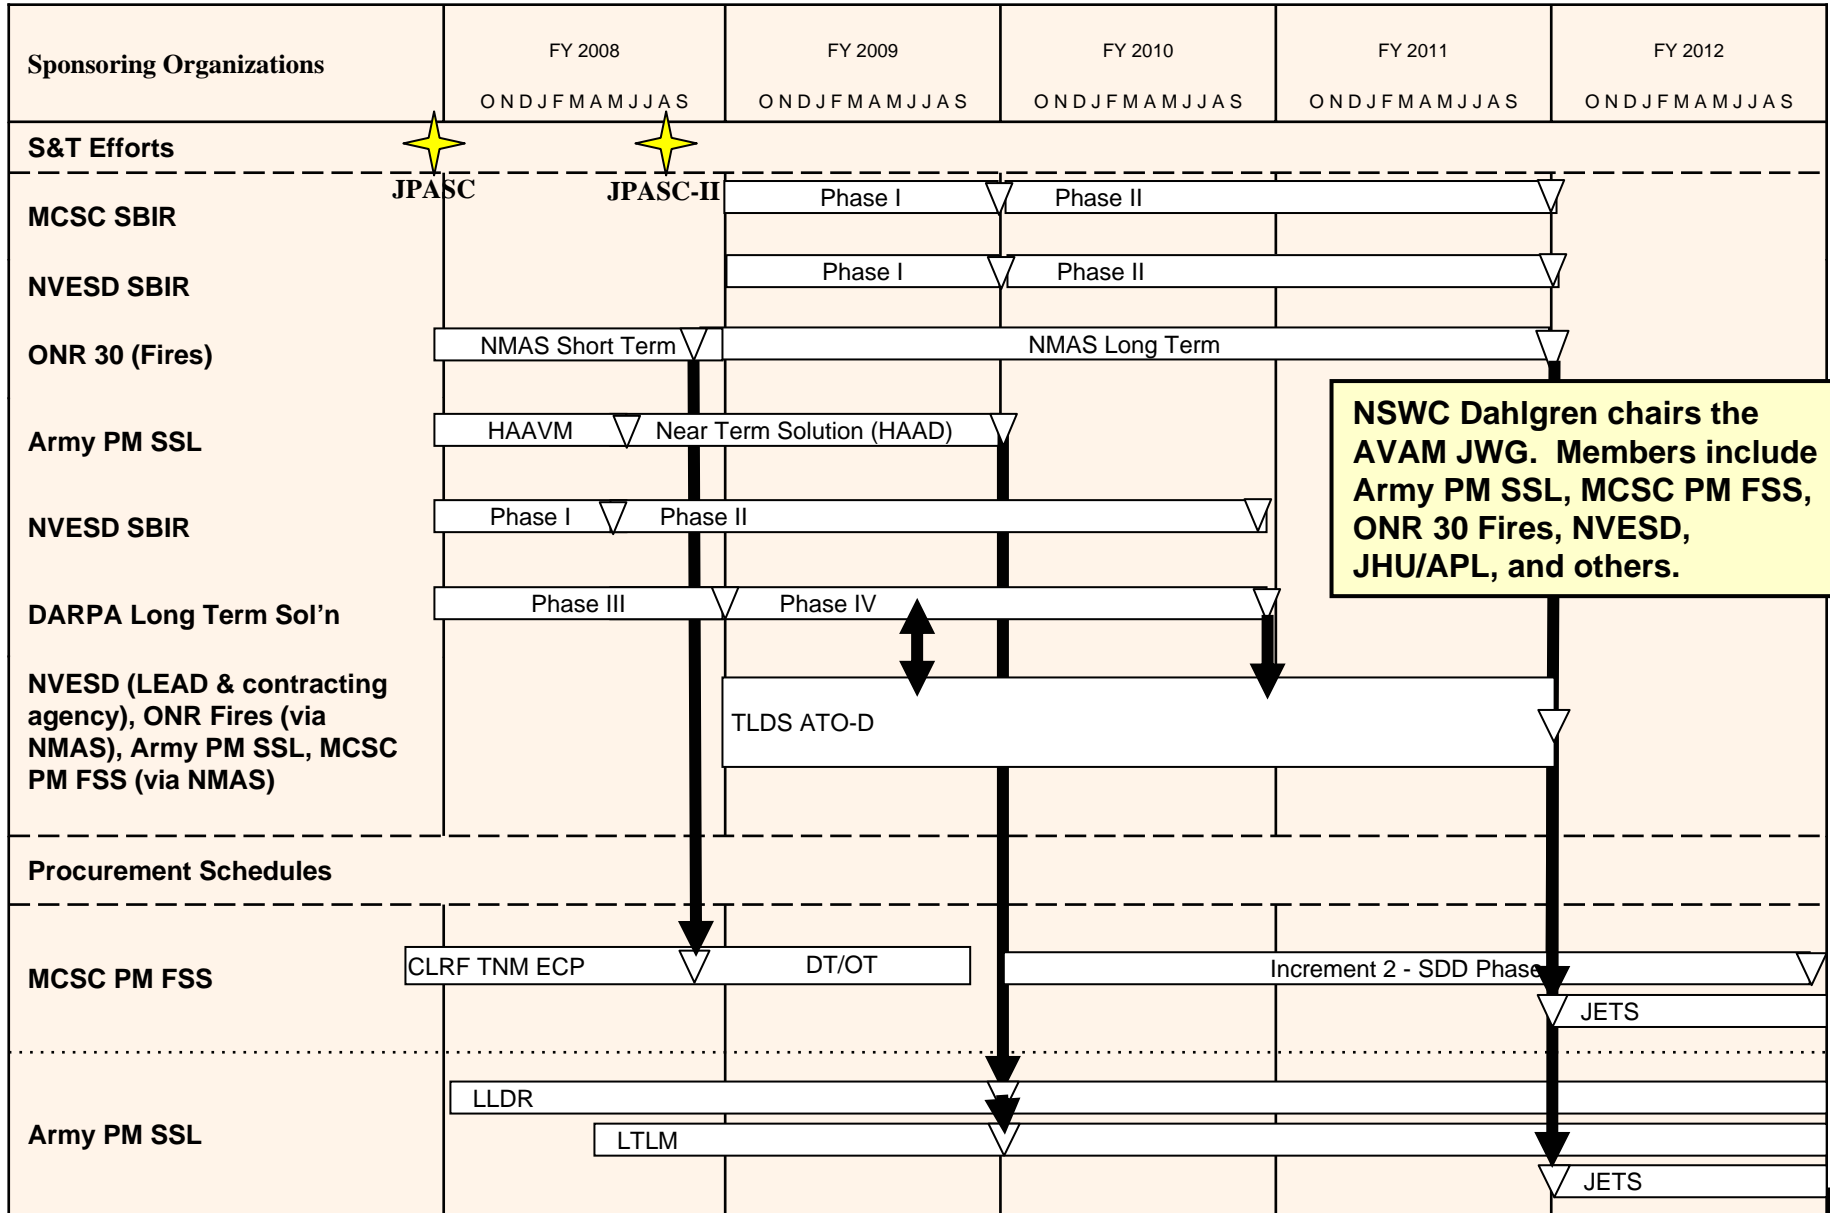 Sponsoring Organizations
FY 2008
FY 2009
FY 2010
FY 2011
FY 2012
O N D J F M A M J J A S
O N D J F M A M J J A S
O N D J F M A M J J A S
O N D J F M A M J J A S
O N D J F M A M J J A S
S&T Efforts
JPASC
JPASC-II
MCSC SBIR
Phase I
Phase II
NVESD SBIR
Phase I
Phase II
ONR 30 (Fires)
NMAS Short Term
NMAS Long Term
Army PM SSL
HAAVM
Near Term Solution (HAAD)
NSWC Dahlgren chairs the
AVAM JWG. Members include
Army PM SSL, MCSC PM FSS,
ONR 30 Fires, NVESD,
JHU/APL, and others.
NVESD SBIR
Phase I
Phase II
DARPA Long Term Sol’n
Phase III
Phase IV
NVESD (LEAD & contracting
agency), ONR Fires (via
NMAS), Army PM SSL, MCSC
PM FSS (via NMAS)
TLDS ATO-D
Procurement Schedules
MCSC PM FSS
CLRF TNM ECP
DT/OT
Increment 2 - SDD Phase
JETS
Army PM SSL
LLDR
LTLM
JETS